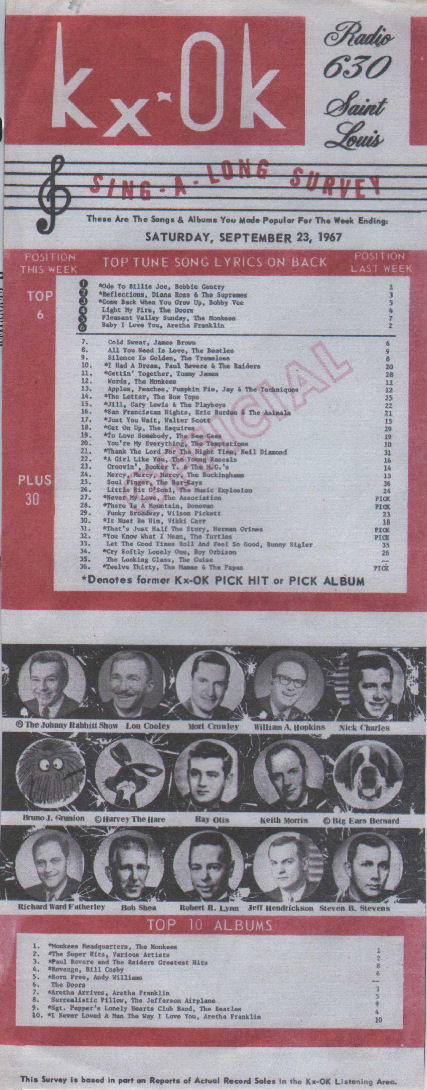 Kx·Ok
Radio
630
Saint
Louis
SING-A-LONG SURVEY
These Are The Songs & Albums You Made Popular For The Week Ending:
SATURDAY, SEPTEMBER 23, 1967
POSITION THIS WEEK TOP TUNE SONG LYRICS ON BACK POSITION LAST WEEK
TOP 6
1 *Ode To Billie Joe, Bobbie Gentry 1
2 *Reflections, Diana Ross & The Supremes 3
3 *Come Back When You Grow Up, Bobby Vee 5
4 Light My Fire, The Doors 4
5 Pleasant Valley Sunday, The Monkees 7
6 Baby I Love You, Aretha Franklin 2
PLUS 30
7. Cold Sweat, James Brown 6
8. All You Need Is Love, The Beatles 9
9. Silence Is Golden, The Tremeloes 8
10. *I Had A Dream, Paul Revere & The Raiders 20
11. *Gettin' Together, Tommy James 28
12. Words, The Monkees 11
13. Apples, Peaches, Pumpkin Pie, Jay & The Techniques 12
14. *The Letter, The Box Tops 25
15. *Jill, Gary Lewis & The Playboys 22
16. *San Franciscan Nights, Eric Burdon & The Animals 21
17. *Just You Wait, Walter Scott 15
18. *Get On Up, The Esquires 29
19. *To Love Somebody, The Bee Gees 19
20. You're My Everything, The Temptations 10
21. *Thank The Lord For The Night Time, Neil Diamond 31
22. *A Girl Like You, The Young Rascals 16
23. Groovin', Booker T. & The M.G.'s 14
24. Mercy, Mercy, Mercy, The Buckinghams 13
25. Soul Finger, The Bar-Kays 36
26. Little Bit O'Soul, The Music Explosion 24
27. *Never My Love, The Association PICK
28. *There Is A Mountain, Donovan PICK
29. Funky Broadway, Wilson Pickett 23
30. *It Must Be Him, Vikki Carr 18
31. *That's Just Half The Story, Herman Grimes PICK
32. *You Know What I Mean, The Turtles PICK
33. Let The Good Times Roll And Feel So Good, Bunny Sigler 35
34. *Cry Softly Lonely One, Roy Orbison 26
35. The Looking Glass, The Guise --
36. *Twelve Thirty, The Mamas & The Papas PICK
OFFICIAL
*Denotes former Kx-OK PICK HIT or PICK ALBUM
© The Johnny Rabbitt Show Lou Cooley Mort Crowley William A. Hopkins Nick Charles
Bruno J. Grunion © Harvey The Hare Ray Otis Keith Morris © Big Ears Bernard
Richard Ward Fatherley Bob Shea Robert R. Lynn Jeff Hendrickson Steven B. Stevens
TOP 10 ALBUMS
1. *Monkees Headquarters, The Monkees 1
2. *The Super Hits, Various Artists 2
3. *Paul Revere and The Raiders Greatest Hits 8
4. *Revenge, Bill Cosby 6
5. *Born Free, Andy Williams
6. The Doors
7. *Aretha Arrives, Aretha Franklin 3
8. Surrealistic Pillow, The Jefferson Airplane
9. *Sgt. Pepper's Lonely Hearts Club Band, The Beatles 4
10. *I Never Loved A Man The Way I Love You, Aretha Franklin 10
This Survey is based in part on Reports of Actual Record Sales in the Kx-OK Listening Area.